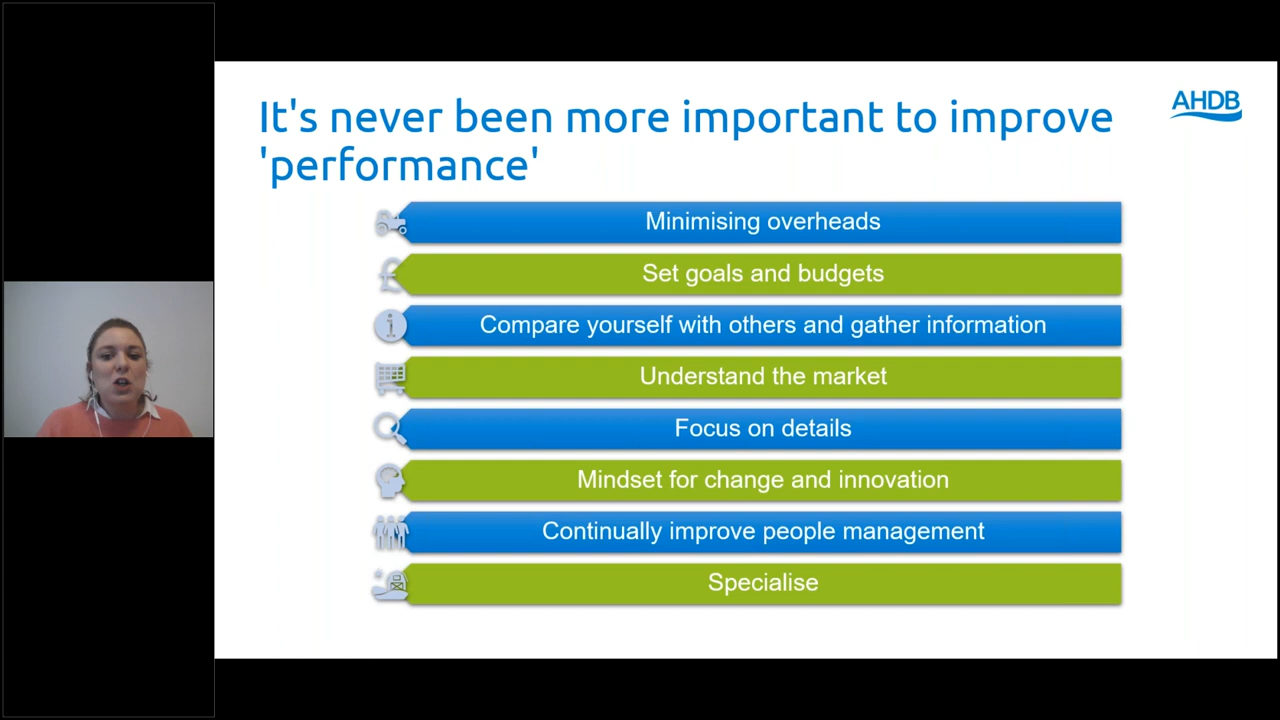 It's never been more important to improve
'performance'
AHDB
Minimising overheads
£
Set goals and budgets
i
Compare yourself with others and gather information
Understand the market
Focus on details
Mindset for change and innovation
Continually improve people management
Specialise